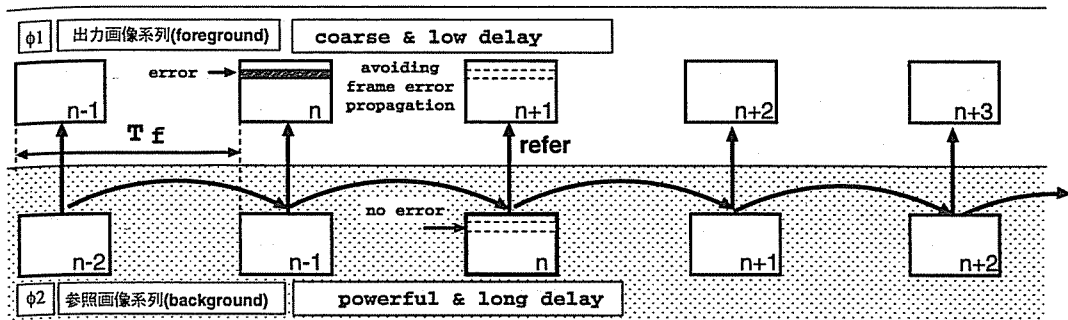 φ1 出力画像系列(foreground) coarse & low delay
error
avoiding
frame error
propagation
n-1
n
n+1
n+2
n+3
Tf
refer
no error
n-2
n-1
n
n+1
n+2
φ2 参照画像系列(background) powerful & long delay